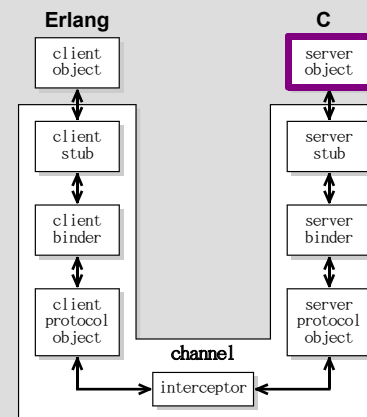 Erlang
C
client
object
server
object
client
stub
server
stub
client
binder
server
binder
client
protocol
object
server
protocol
object
channel
interceptor